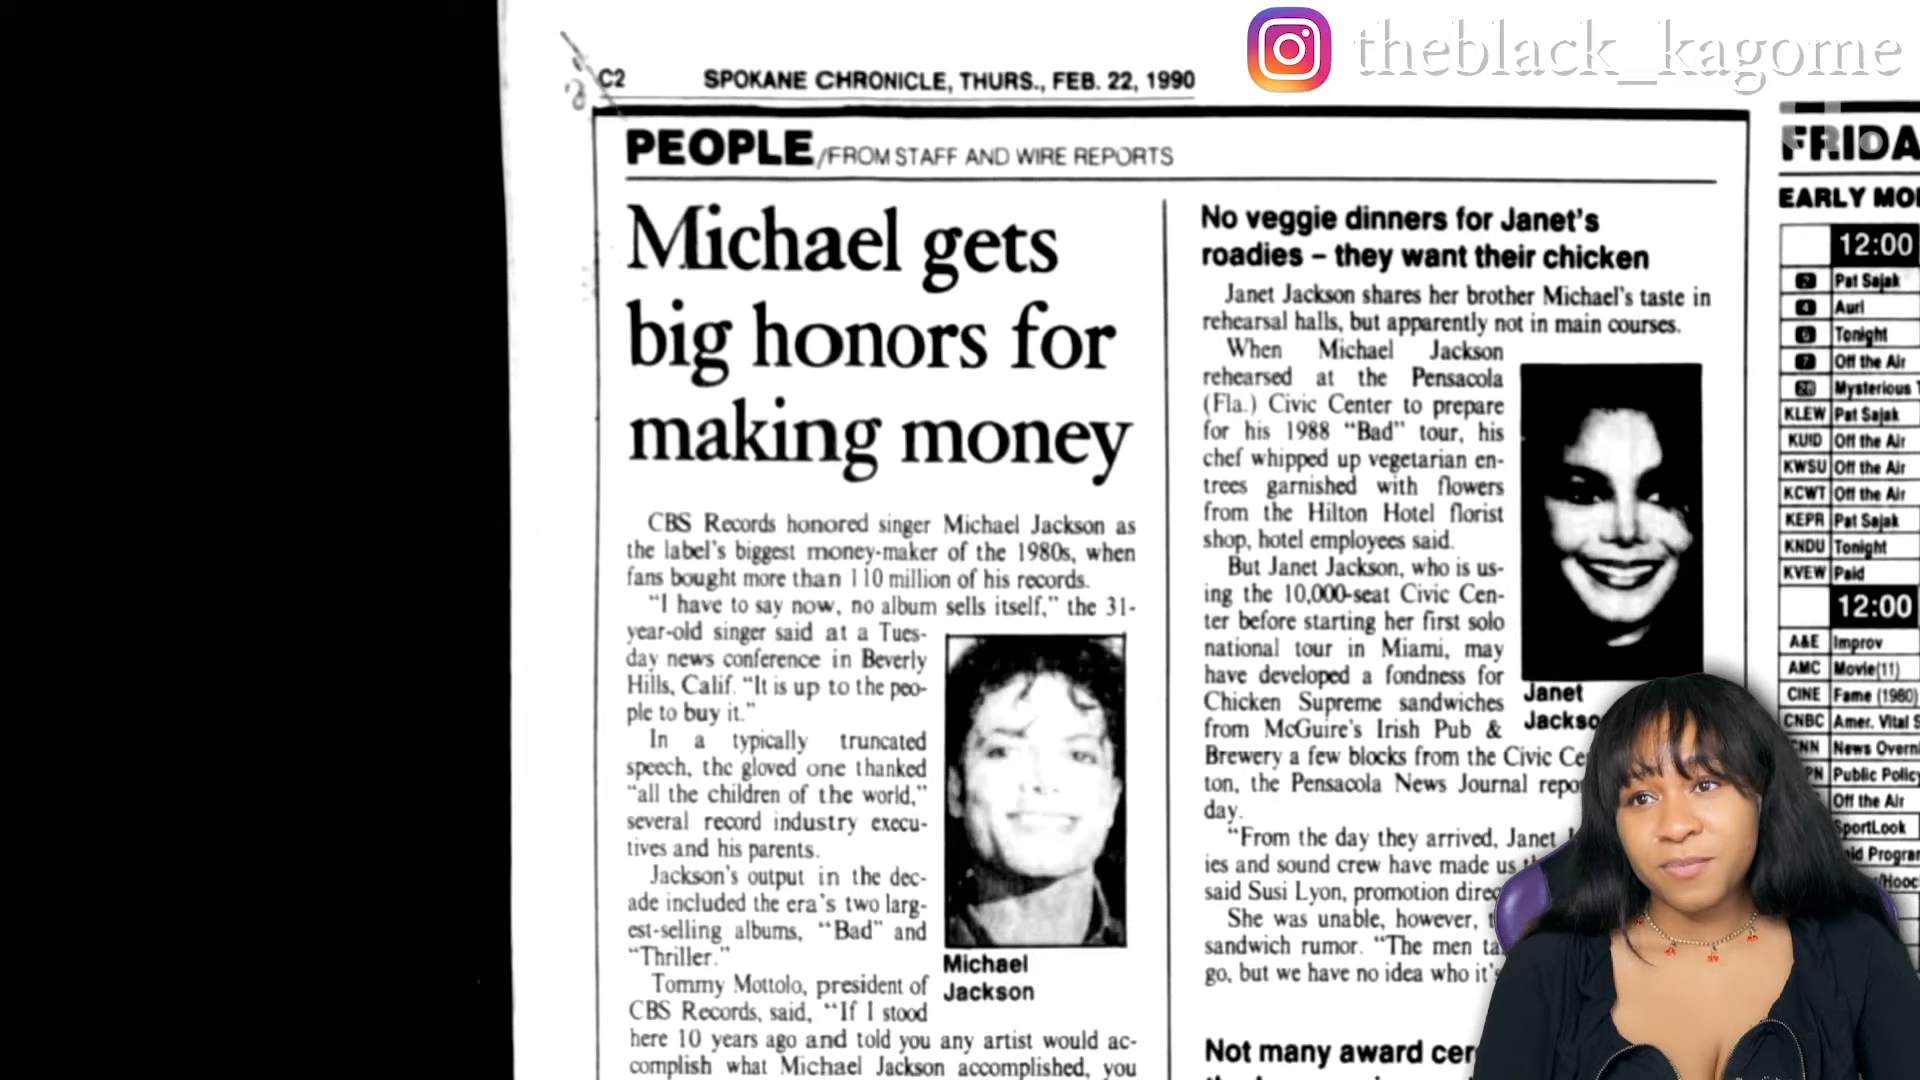 theblack_kagome
C2 SPOKANE CHRONICLE, THURS., FEB. 22, 1990
PEOPLE/FROM STAFF AND WIRE REPORTS
Michael gets
big honors for
making money
CBS Records honored singer Michael Jackson as
the label's biggest money-maker of the 1980s, when
fans bought more than 110 million of his records.
"I have to say now, no album sells itself," the 31-
year-old singer said at a Tues-
day news conference in Beverly
Hills, Calif. "It is up to the peo-
ple to buy it."
In a typically truncated
speech, the gloved one thanked
"all the children of the world,"
several record industry execu-
tives and his parents.
Jackson's output in the dec-
ade included the era's two larg-
est-selling albums, "Bad" and
"Thriller."
Tommy Mottolo, president of
CBS Records, said, "If I stood
here 10 years ago and told you any artist would ac-
complish what Michael Jackson accomplished, you
Michael
Jackson
No veggie dinners for Janet's
roadies – they want their chicken
Janet Jackson shares her brother Michael's taste in
rehearsal halls, but apparently not in main courses.
When Michael Jackson
rehearsed at the Pensacola
(Fla.) Civic Center to prepare
for his 1988 "Bad" tour, his
chef whipped up vegetarian en-
trees garnished with flowers
from the Hilton Hotel florist
shop, hotel employees said.
But Janet Jackson, who is us-
ing the 10,000-seat Civic Cen-
ter before starting her first solo
national tour in Miami, may
have developed a fondness for
Chicken Supreme sandwiches
from McGuire's Irish Pub &
Brewery a few blocks from the Civic Ce
ton, the Pensacola News Journal repor
day.
"From the day they arrived, Janet
ies and sound crew have made us
said Susi Lyon, promotion direc
She was unable, however,
sandwich rumor. "The men ta
go, but we have no idea who it's
Janet
Jackso
Not many award cer
FRIDA
EARLY MO
12:00
2 Pat Sajak
4 Auri
6 Tonight
7 Off the Air
28 Mysterious T
KLEW Pat Sajak
KUID Off the Air
KWSU Off the Air
KCWT Off the Air
KEPR Pat Sajak
KNDU Tonight
KVEW Paid
12:00
A&E Improv
AMC Movie(11)
CINE Fame (1980)
CNBC Amer. Vital S
CNN News Overni
PN Public Policy
Off the Air
SportLook
aid Progra
Hooc